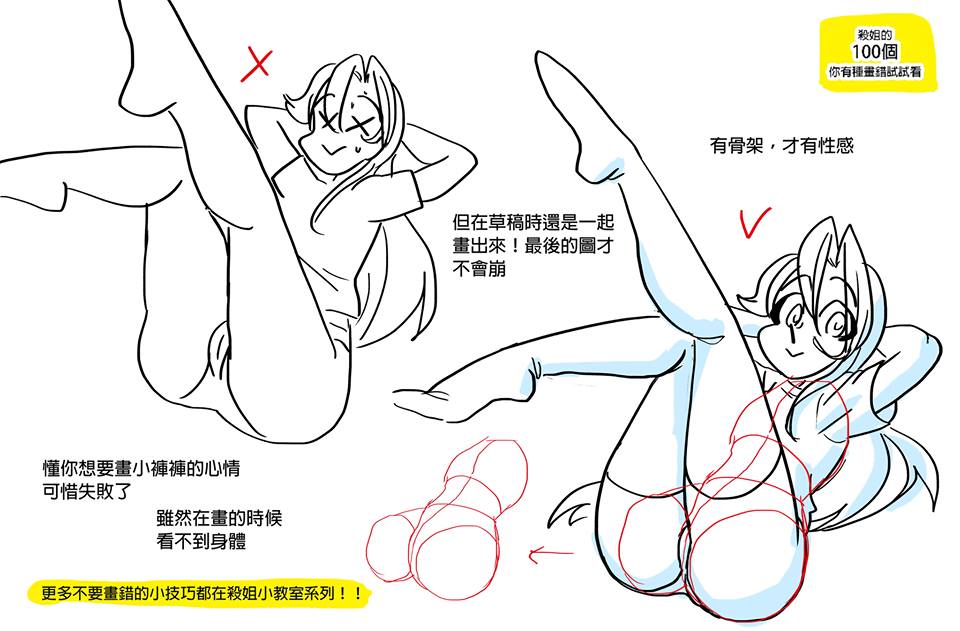 殺姐的
100個
你有種畫錯試試看
有骨架，才有性感
但在草稿時還是一起
畫出來！最後的圖才
不會崩
懂你想要畫小褲褲的心情
可惜失敗了
雖然在畫的時候
看不到身體
更多不要畫錯的小技巧都在殺姐小教室系列！！